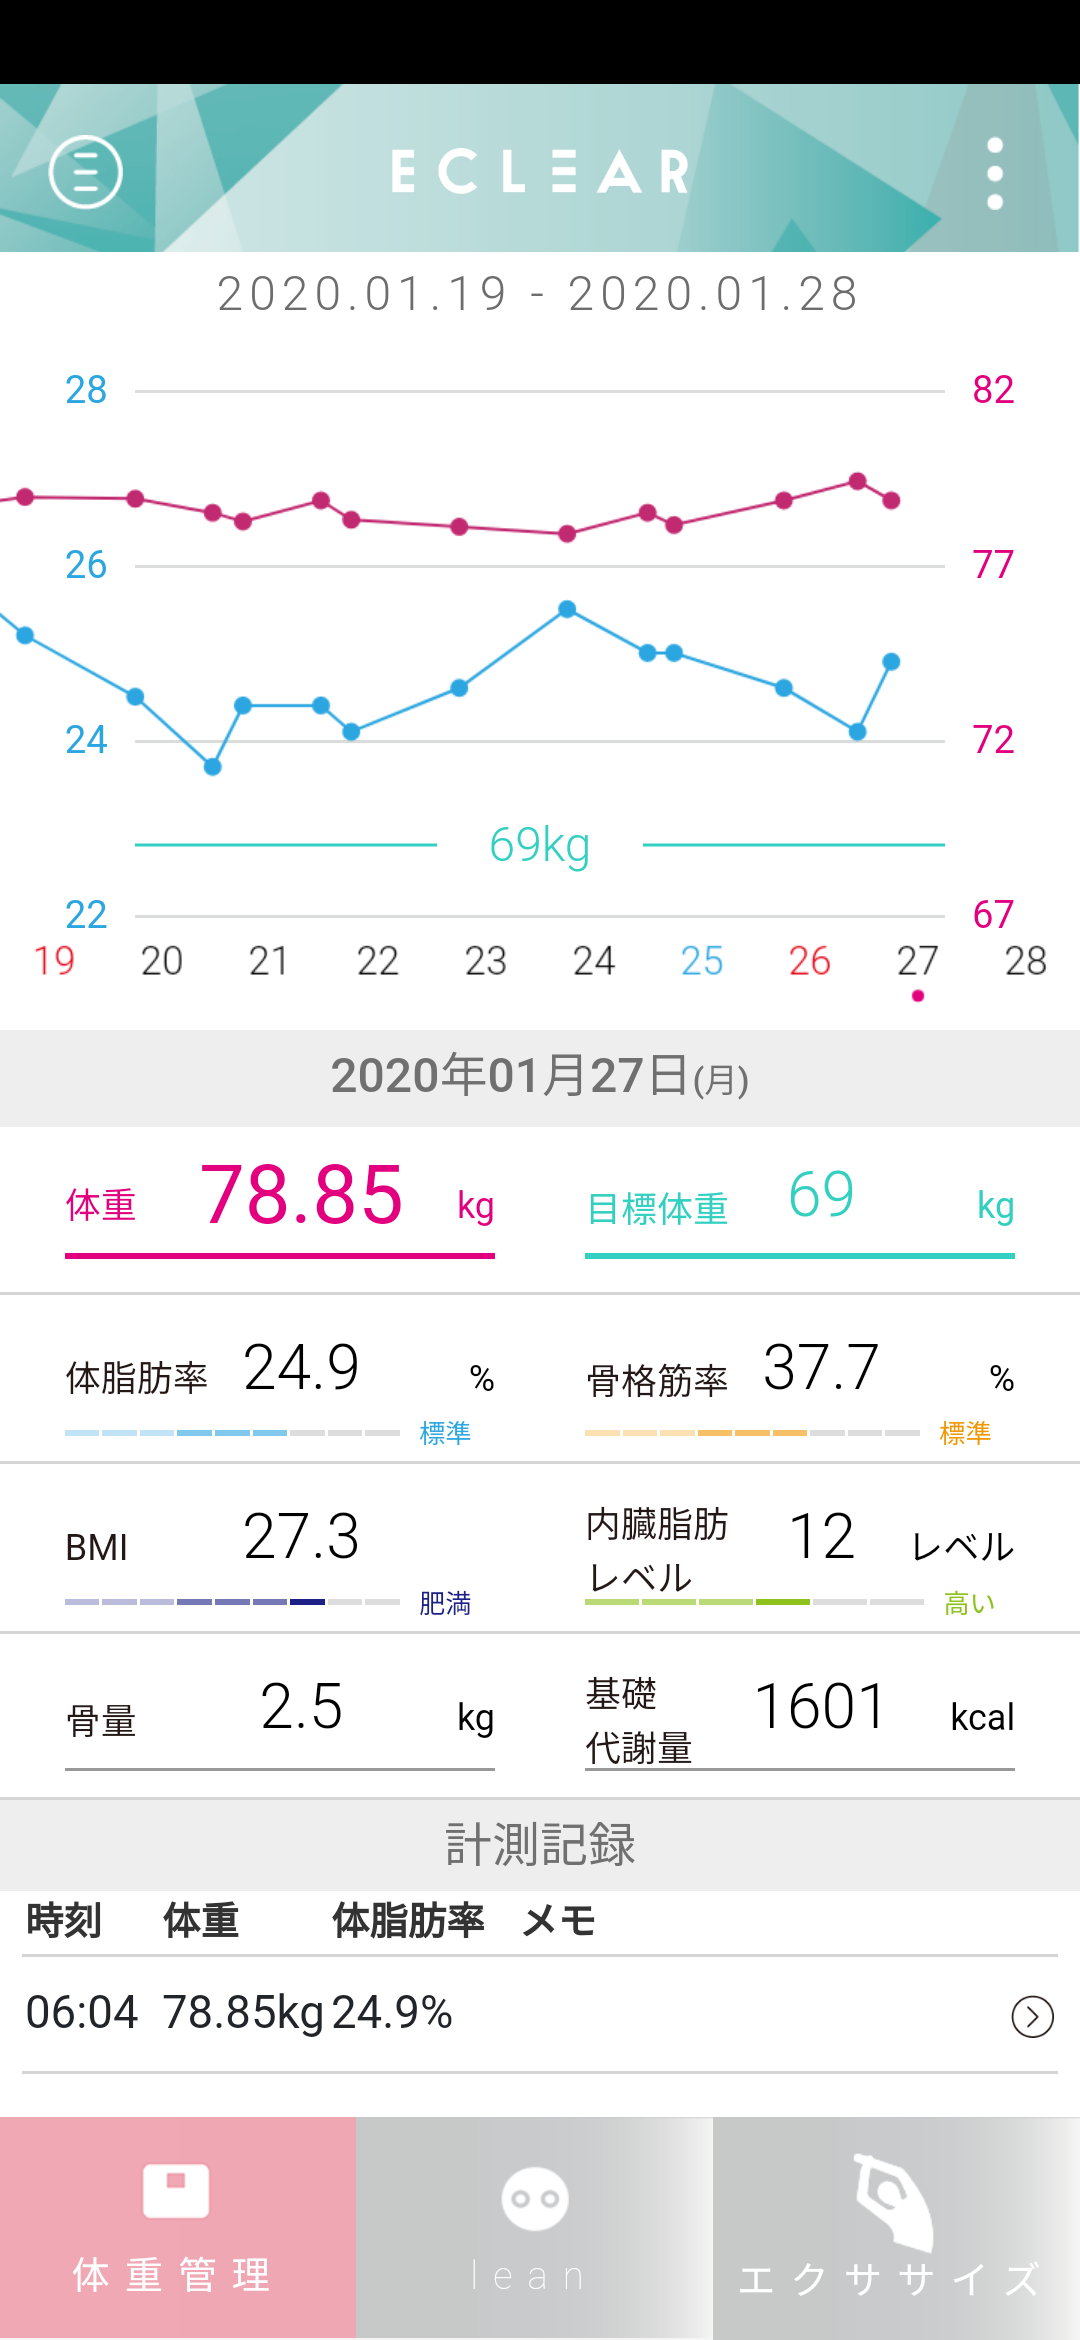 ECLEAR
2020.01.19 - 2020.01.28
28 82
26 77
24 72
69kg
22 67
19 20 21 22 23 24 25 26 27 28
2020年01月27日(月)
体重 78.85 kg 目標体重 69 kg
体脂肪率 24.9 % 骨格筋率 37.7 %
標準 標準
BMI 27.3 内臓脂肪レベル 12 レベル
肥満 高い
骨量 2.5 kg 基礎代謝量 1601 kcal
計測記録
時刻 体重 体脂肪率 メモ
06:04 78.85kg 24.9%
体重管理 lean エクササイズ